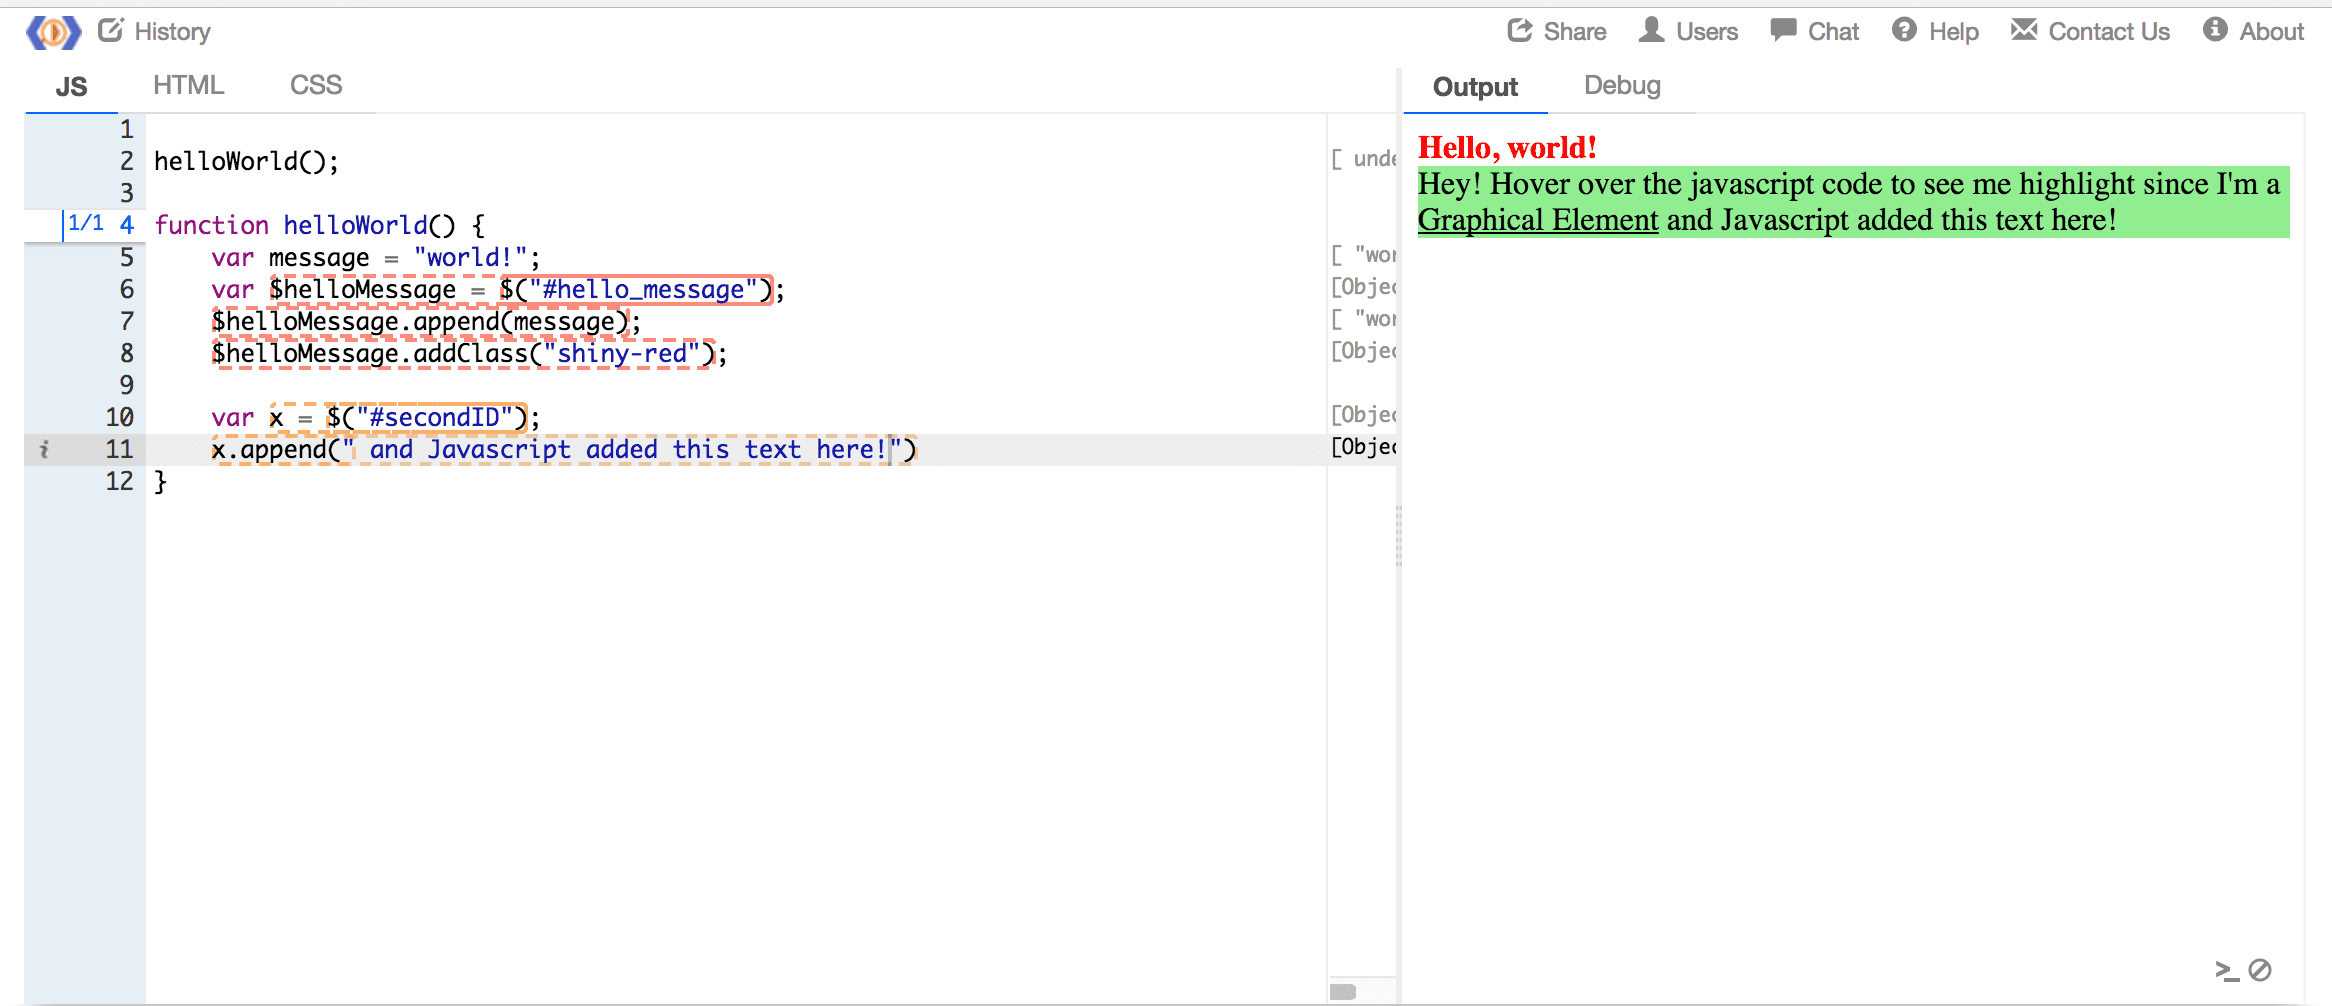 History Share Users Chat Help Contact Us About
JS HTML CSS Output Debug
1
2 helloWorld(); [ unde
3
1/1 4 function helloWorld() {
5 var message = "world!"; [ "wor
6 var $helloMessage = $("#hello_message"); [Objec
7 $helloMessage.append(message); [ "wor
8 $helloMessage.addClass("shiny-red"); [Objec
9
10 var x = $("#secondID"); [Objec
i 11 x.append(" and Javascript added this text here!") [Objec
12 }
Hello, world!
Hey! Hover over the javascript code to see me highlight since I'm a
Graphical Element and Javascript added this text here!
>_